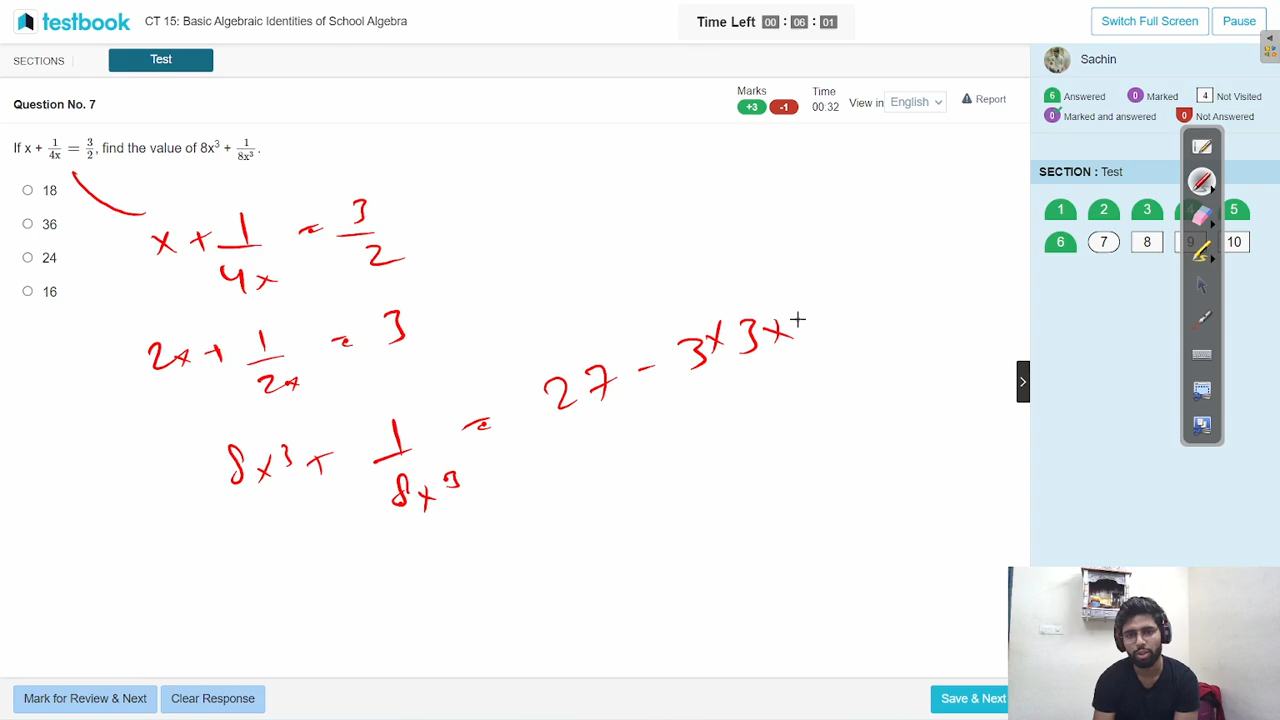 testbook CT 15: Basic Algebraic Identities of School Algebra Time Left 00 : 06 : 01 Switch Full Screen Pause
SECTIONS Test Sachin
Question No. 7 Marks +3 -1 Time 00:32 View in English Report
6 Answered 0 Marked 4 Not Visited
0 Marked and answered 0 Not Answered
If x + 1/4x = 3/2, find the value of 8x³ + 1/8x³.
18
36
24
16
x + 1/4x = 3/2
2x + 1/2x = 3
8x³ + 1/8x³ = 27 - 3 x 3 x
SECTION : Test
1 2 3 4 5
6 7 8 9 10
Mark for Review & Next Clear Response Save & Next